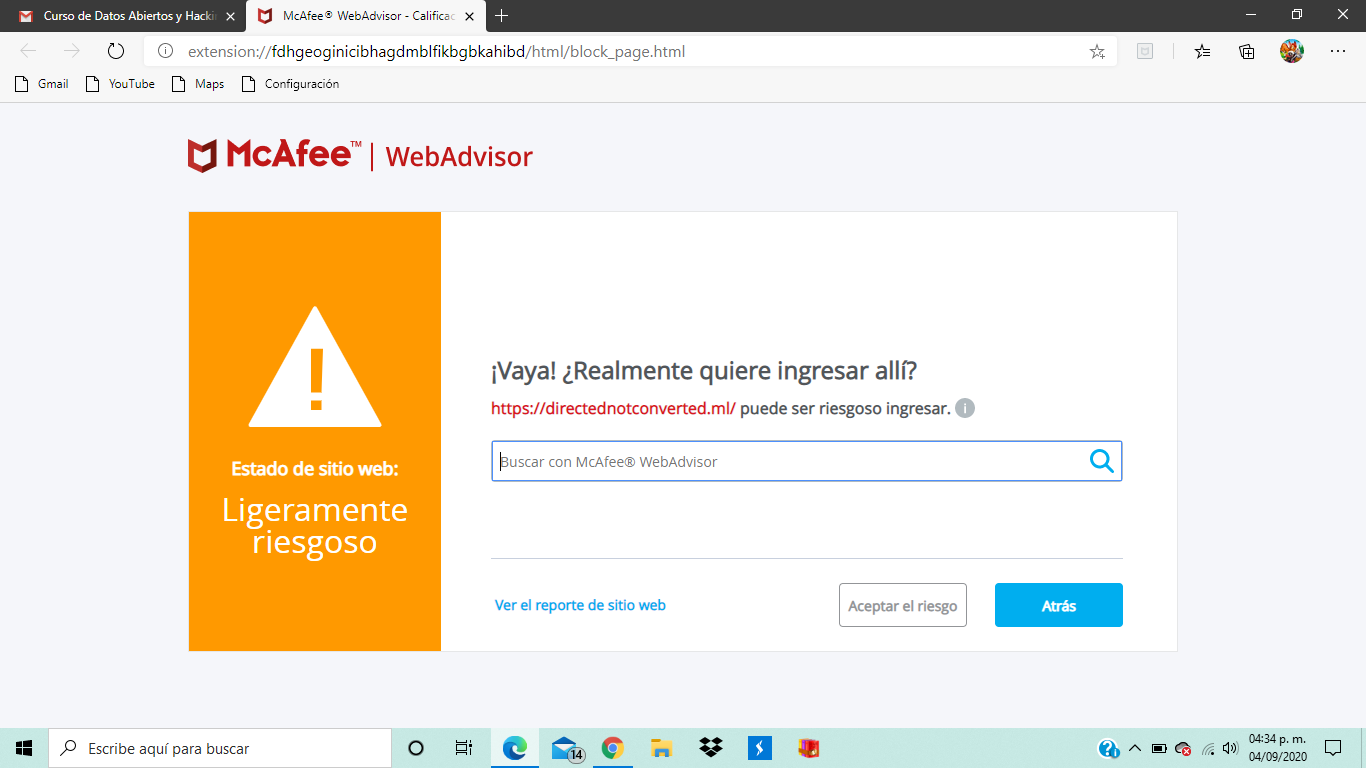 Curso de Datos Abiertos y Hackin
McAfee® WebAdvisor - Calificac
extension://fdhgeoginicibhagdmblfikbgbkahibd/html/block_page.html
Gmail
YouTube
Maps
Configuración
McAfee™ | WebAdvisor
¡Vaya! ¿Realmente quiere ingresar allí?
https://directednotconverted.ml/ puede ser riesgoso ingresar.
Buscar con McAfee® WebAdvisor
Estado de sitio web:
Ligeramente
riesgoso
Ver el reporte de sitio web
Aceptar el riesgo
Atrás
Escribe aquí para buscar
14
04:34 p. m.
04/09/2020